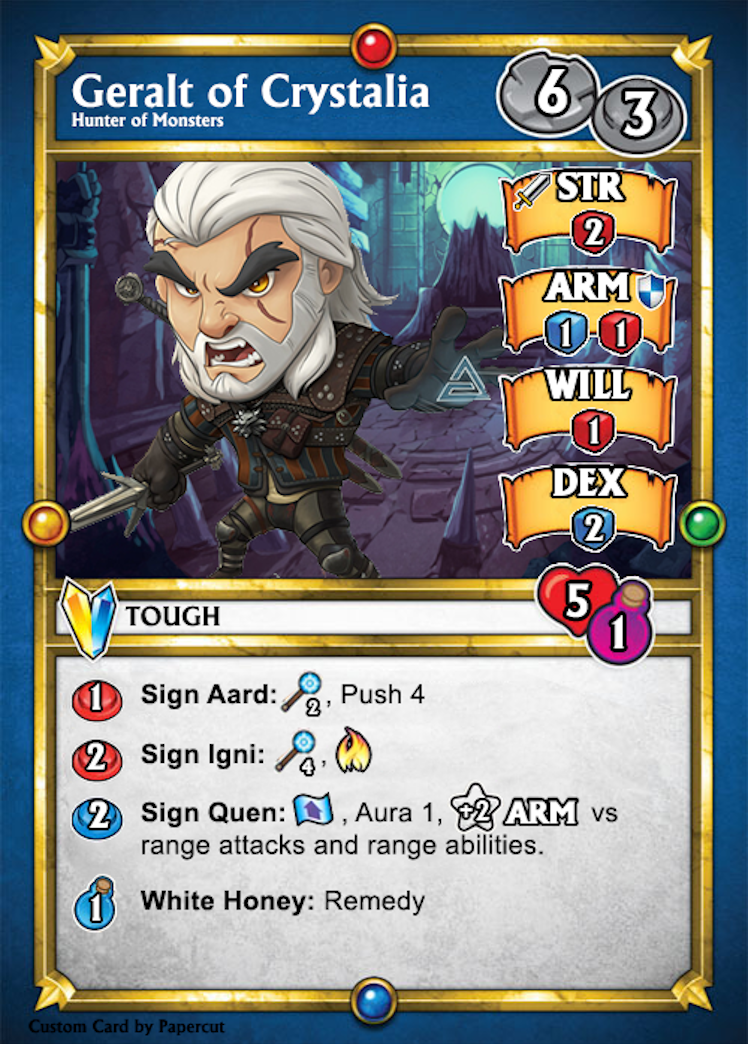 Geralt of Crystalia
Hunter of Monsters
6
3
STR
2
ARM
1 1
WILL
1
DEX
2
TOUGH
5
1
1 Sign Aard: 2, Push 4
2 Sign Igni: 4,
2 Sign Quen: , Aura 1, +2 ARM vs
range attacks and range abilities.
1 White Honey: Remedy
Custom Card by Papercut